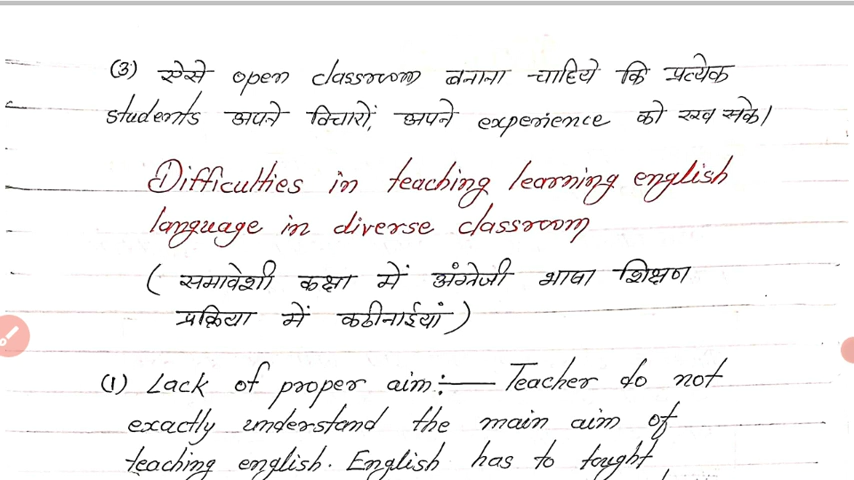 (3) ऐसे open classroom बनाना चाहिये कि प्रत्येक
students अपने विचारों, अपने experience को रख सके।
Difficulties in teaching learning english
language in diverse classroom
( समावेशी कक्षा में अंग्रेजी भाषा शिक्षण
प्रक्रिया में कठीनाईयां )
(1) Lack of proper aim :— Teacher do not
exactly understand the main aim of
teaching english. English has to tought